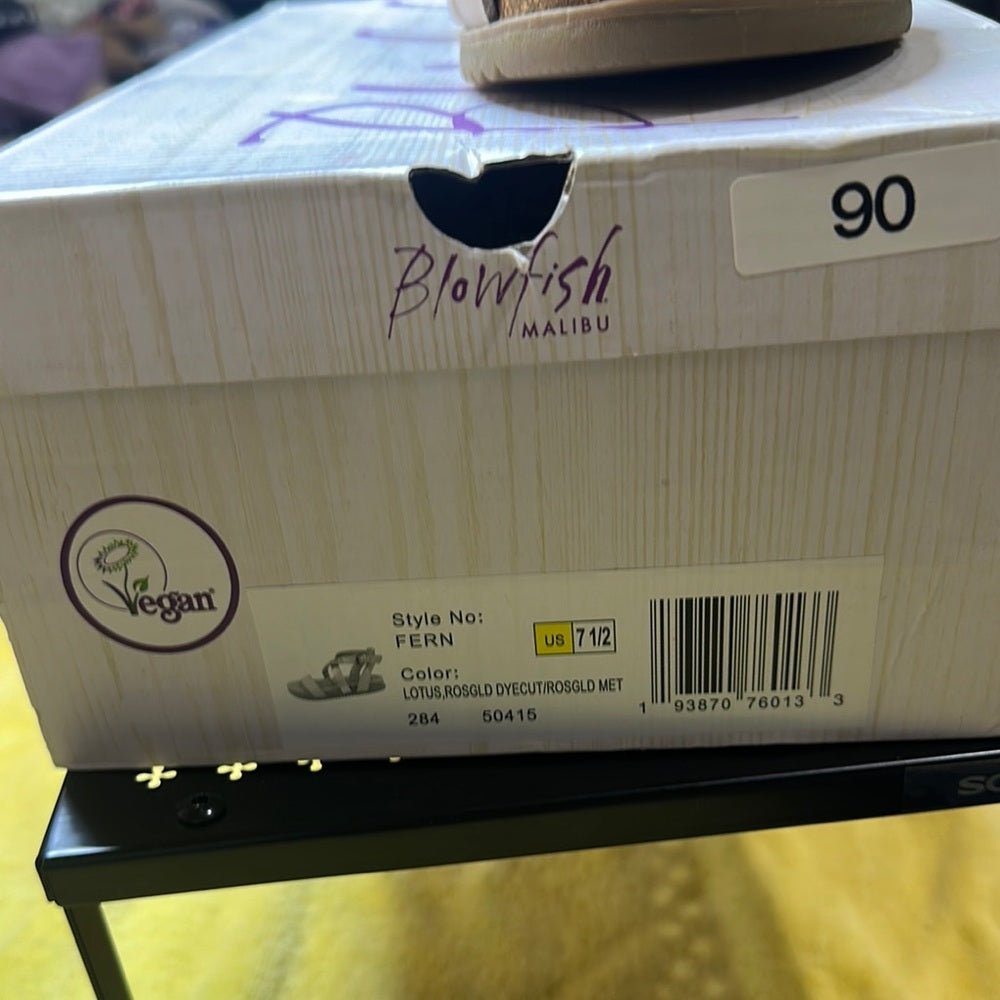 90
Blowfish
MALIBU
Vegan
Style No:
FERN
US 7 1/2
Color:
LOTUS,ROSGLD DYECUT/ROSGLD MET
284 50415
1 93870 76013 3